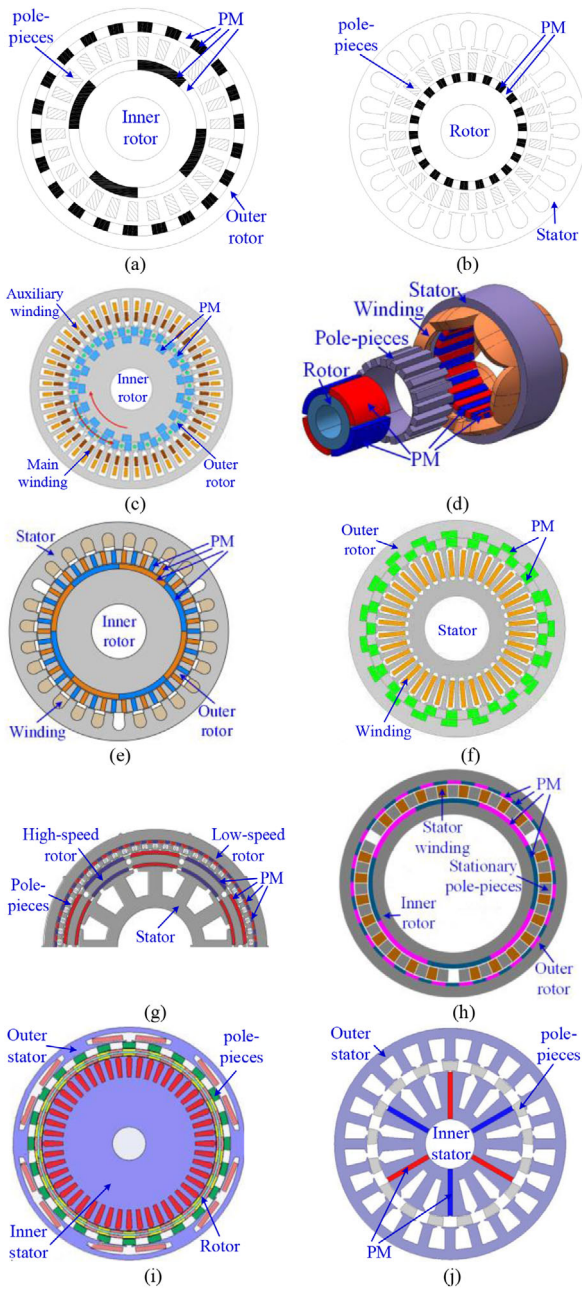 pole-
pieces
PM
Inner
rotor
Outer
rotor
(a)
pole-
pieces
PM
Rotor
Stator
(b)
Auxiliary
winding
PM
Inner
rotor
Main
winding
Outer
rotor
(c)
Stator
Winding
Pole-pieces
Rotor
PM
(d)
Stator
PM
Inner
rotor
Winding
Outer
rotor
(e)
Outer
rotor
PM
Stator
Winding
(f)
High-speed
rotor
Low-speed
rotor
Pole-
pieces
PM
Stator
(g)
PM
Stator
winding
Stationary
pole-pieces
Inner
rotor
Outer
rotor
(h)
Outer
stator
pole-
pieces
Inner
stator
Rotor
(i)
Outer
stator
pole-
pieces
Inner
stator
PM
(j)